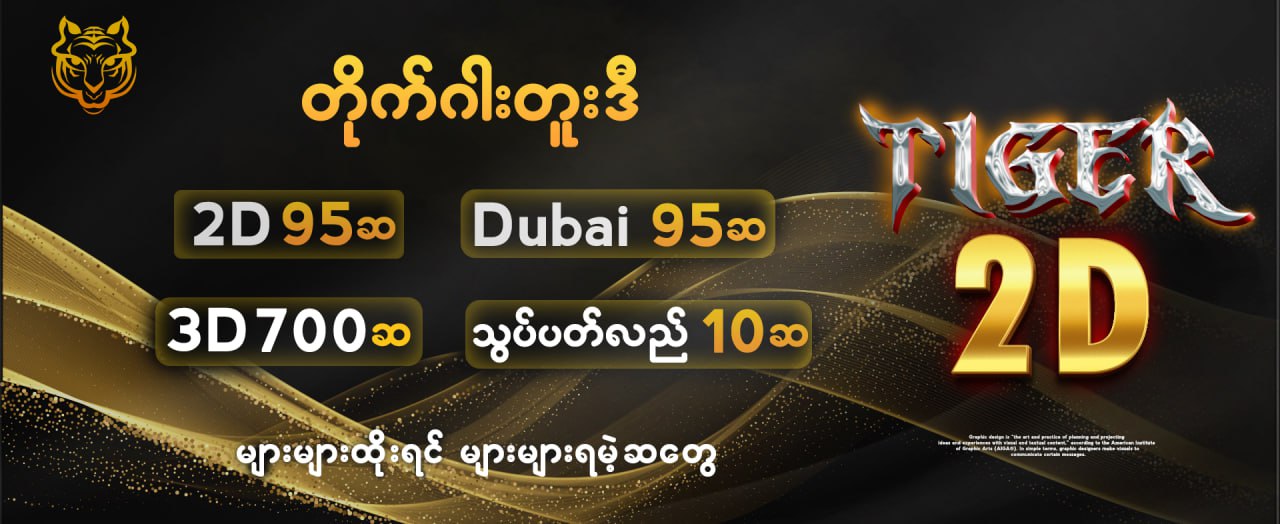 တိုက်ဂါးတူးဒီ
2D 95ဆ
Dubai 95ဆ
3D 700ဆ
သွပ်ပတ်လည် 10ဆ
များများထိုးရင် များများရမဲ့ဆတွေ
TIGER
2D
Graphic design is "the art and practice of planning and projecting
ideas and experiences with visual and textual content," according to the American Institute
of Graphic Arts (AIGA). In simple terms, graphic designers make visuals to
communicate certain messages.